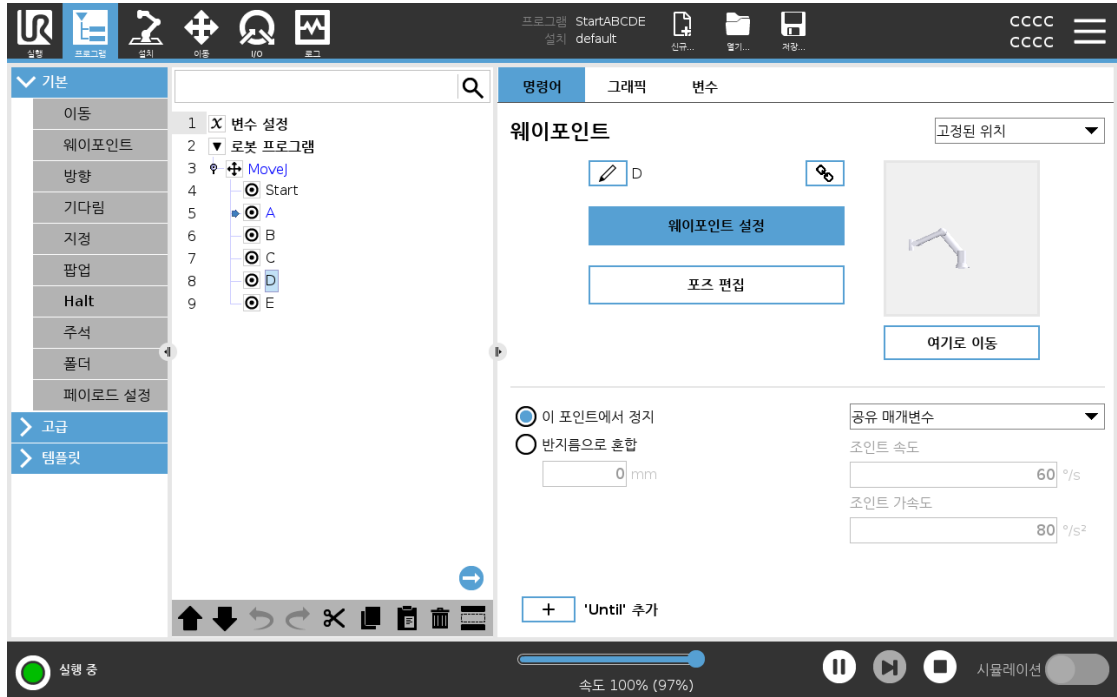 UR
실행
프로그램
설치
이동
I/O
로그
프로그램 StartABCDE
설치 default
신규...
열기...
저장...
CCCC
CCCC
기본
이동
웨이포인트
방향
기다림
지정
팝업
Halt
주석
폴더
페이로드 설정
고급
템플릿
1 X 변수 설정
2 로봇 프로그램
3 MoveJ
4 Start
5 A
6 B
7 C
8 D
9 E
명령어 그래픽 변수
웨이포인트
고정된 위치
D
웨이포인트 설정
포즈 편집
여기로 이동
이 포인트에서 정지
반지름으로 혼합
0 mm
공유 매개변수
조인트 속도
60 °/s
조인트 가속도
80 °/s²
+ 'Until' 추가
실행 중
속도 100% (97%)
시뮬레이션